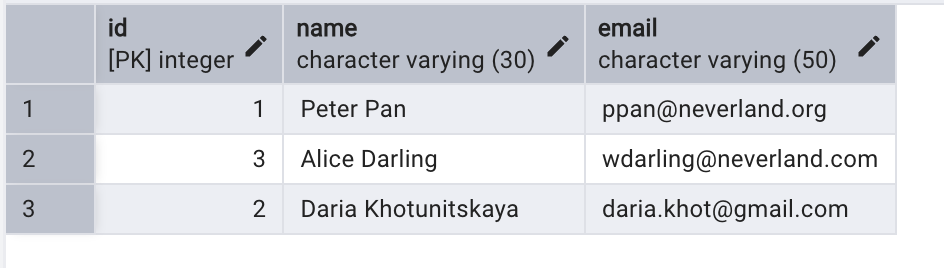 id name email
[PK] integer character varying (30) character varying (50)
1 1 Peter Pan ppan@neverland.org
2 3 Alice Darling wdarling@neverland.com
3 2 Daria Khotunitskaya daria.khot@gmail.com